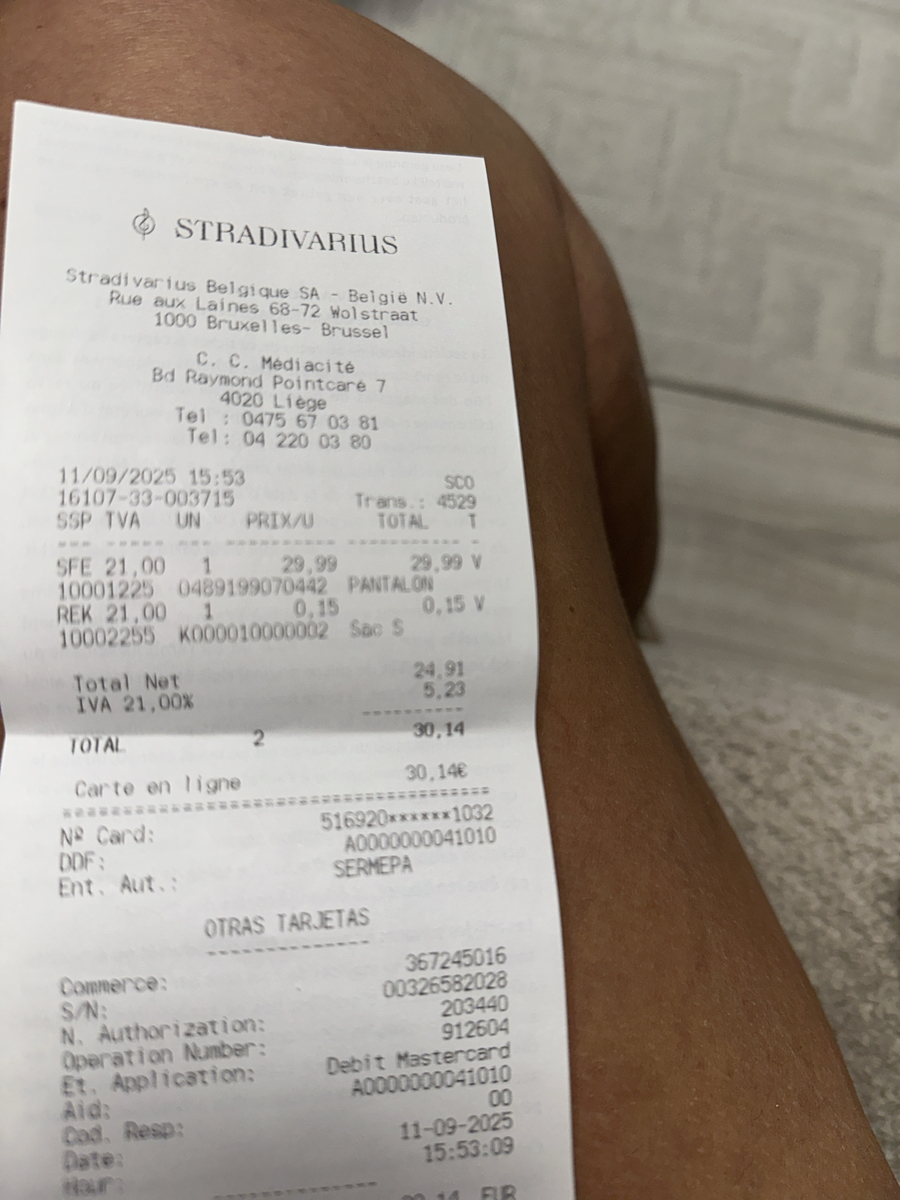 STRADIVARIUS
Stradivarius Belgique SA - België N.V.
Rue aux Laines 68-72 Wolstraat
1000 Bruxelles- Brussel
C. C. Médiacité
Bd Raymond Pointcaré 7
4020 Liège
Tel : 0475 67 03 81
Tel: 04 220 03 80
11/09/2025 15:53 SCO
16107-33-003715 Trans.: 4529
SSP TVA UN PRIX/U TOTAL T
--- ----- --- ---------- ---------- -
SFE 21,00 1 29,99 29,99 V
10001225 0489199070442 PANTALON
REK 21,00 1 0,15 0,15 V
10002255 K000010000002 Sac S
Total Net 24,91
IVA 21,00% 5,23
----------
TOTAL 2 30,14
Carte en ligne 30,14€
========================================
Nº Card: 516920******1032
DDF: A0000000041010
Ent. Aut.: SERMEPA
OTRAS TARJETAS
--------------
Commerce: 367245016
S/N: 00326582028
N. Authorization: 203440
Operation Number: 912604
Et. Application: Debit Mastercard
Aid: A0000000041010
Cod. Resp: 00
Date: 11-09-2025
Hour: 15:53:09
--------------
14 EUR